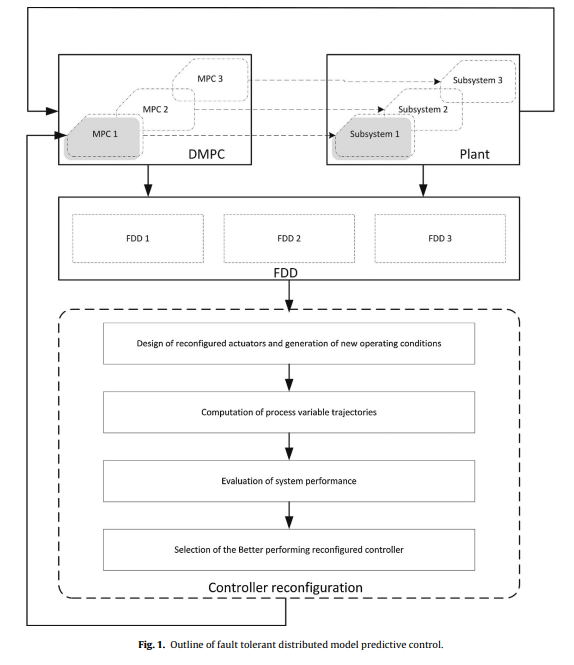 MPC 3
MPC 2
MPC 1
DMPC
Subsystem 3
Subsystem 2
Subsystem 1
Plant
FDD 1
FDD 2
FDD 3
FDD
Design of reconfigured actuators and generation of new operating conditions
Computation of process variable trajectories
Evaluation of system performance
Selection of the Better performing reconfigured controller
Controller reconfiguration
Fig. 1. Outline of fault tolerant distributed model predictive control.